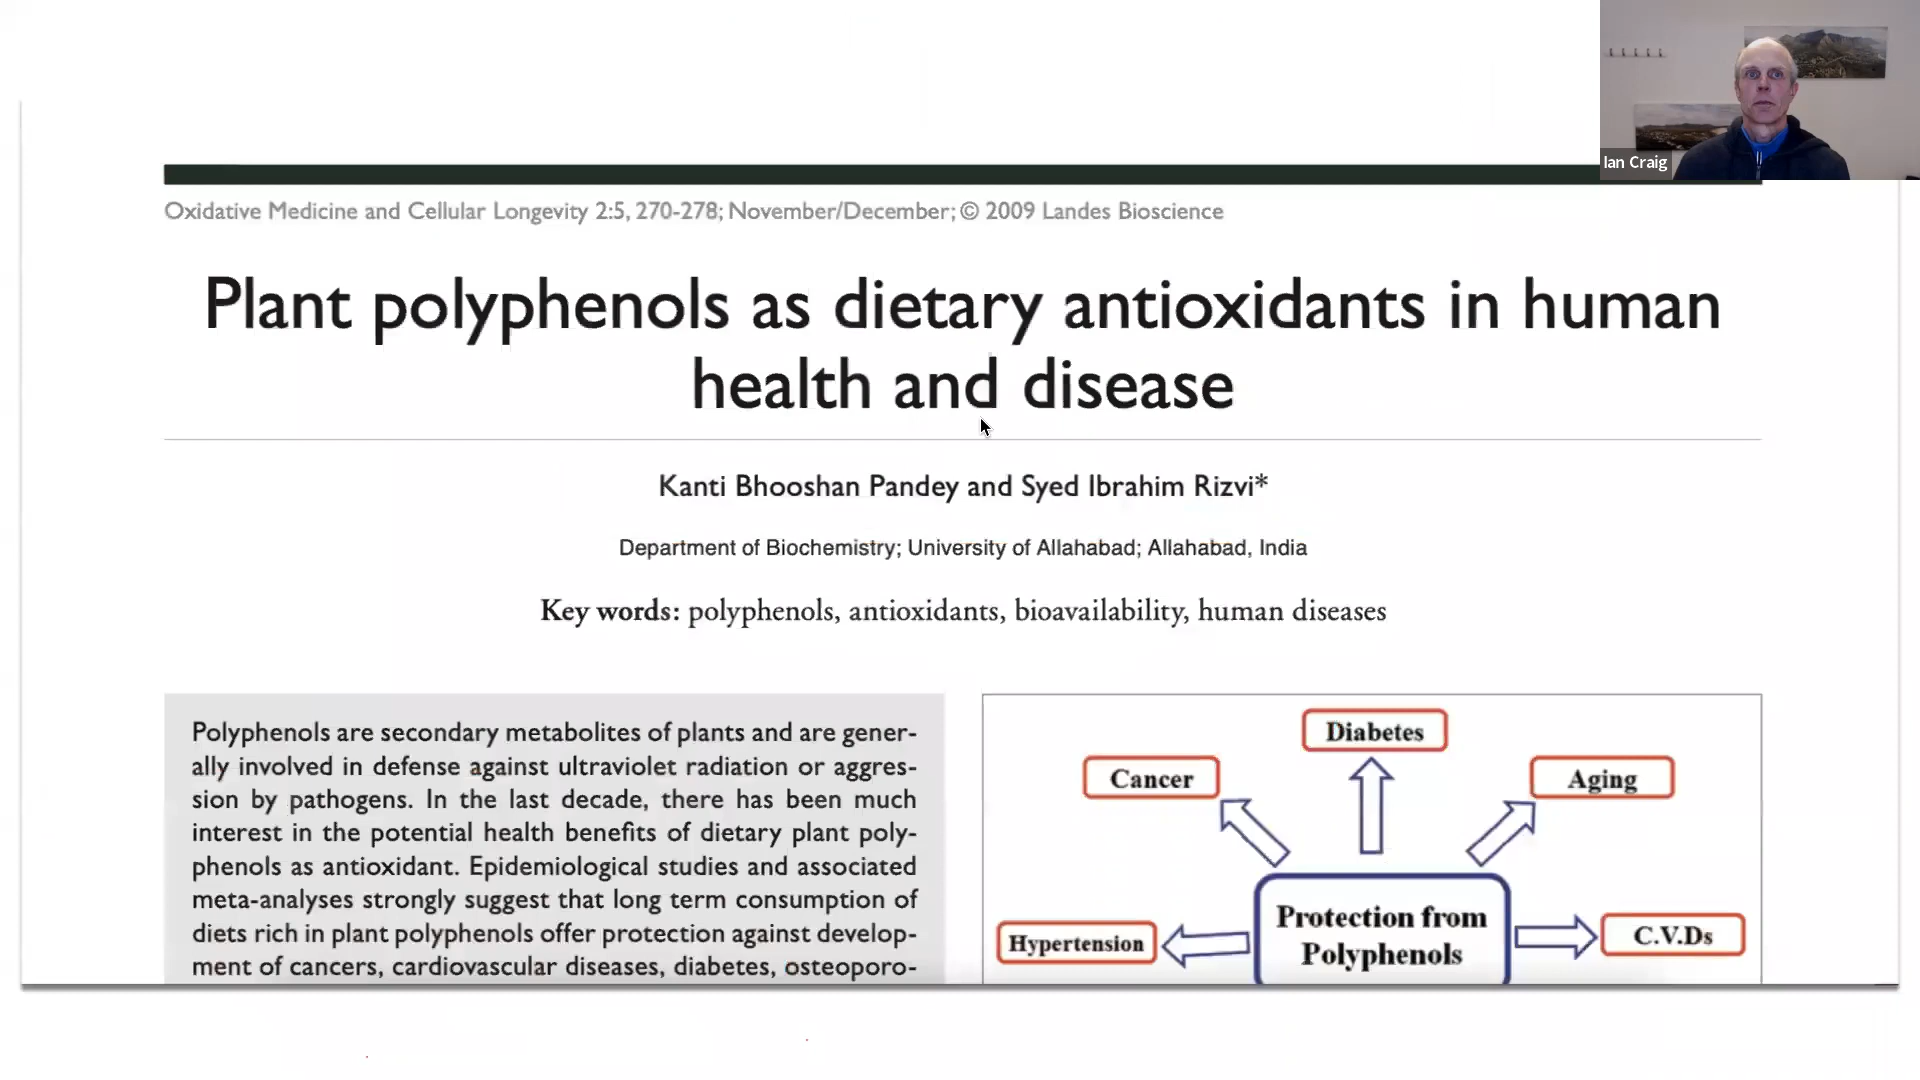 Ian Craig
Oxidative Medicine and Cellular Longevity 2:5, 270-278; November/December; © 2009 Landes Bioscience
Plant polyphenols as dietary antioxidants in human
health and disease
Kanti Bhooshan Pandey and Syed Ibrahim Rizvi*
Department of Biochemistry; University of Allahabad; Allahabad, India
Key words: polyphenols, antioxidants, bioavailability, human diseases
Polyphenols are secondary metabolites of plants and are gener-
ally involved in defense against ultraviolet radiation or aggres-
sion by pathogens. In the last decade, there has been much
interest in the potential health benefits of dietary plant poly-
phenols as antioxidant. Epidemiological studies and associated
meta-analyses strongly suggest that long term consumption of
diets rich in plant polyphenols offer protection against develop-
ment of cancers, cardiovascular diseases, diabetes, osteoporo-
Diabetes
Cancer
Aging
Protection from
Polyphenols
Hypertension
C.V.Ds